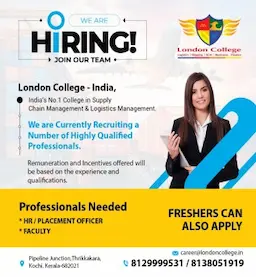 WE ARE
HIRING!
JOIN OUR TEAM
London College
London College - India,
India's No.1 College in Supply
Chain Management & Logistics Management.
We are Currently Recruiting a
Number of Highly Qualified
Professionals.
Remuneration and Incentives offered will
be based on the experience and
qualifications.
Professionals Needed
* HR / PLACEMENT OFFICER
* FACULTY
FRESHERS CAN
ALSO APPLY
Pipeline Junction, Thrikkakara,
Kochi, Kerala-682021
career@londoncollege.in
8129999531 / 8138051919